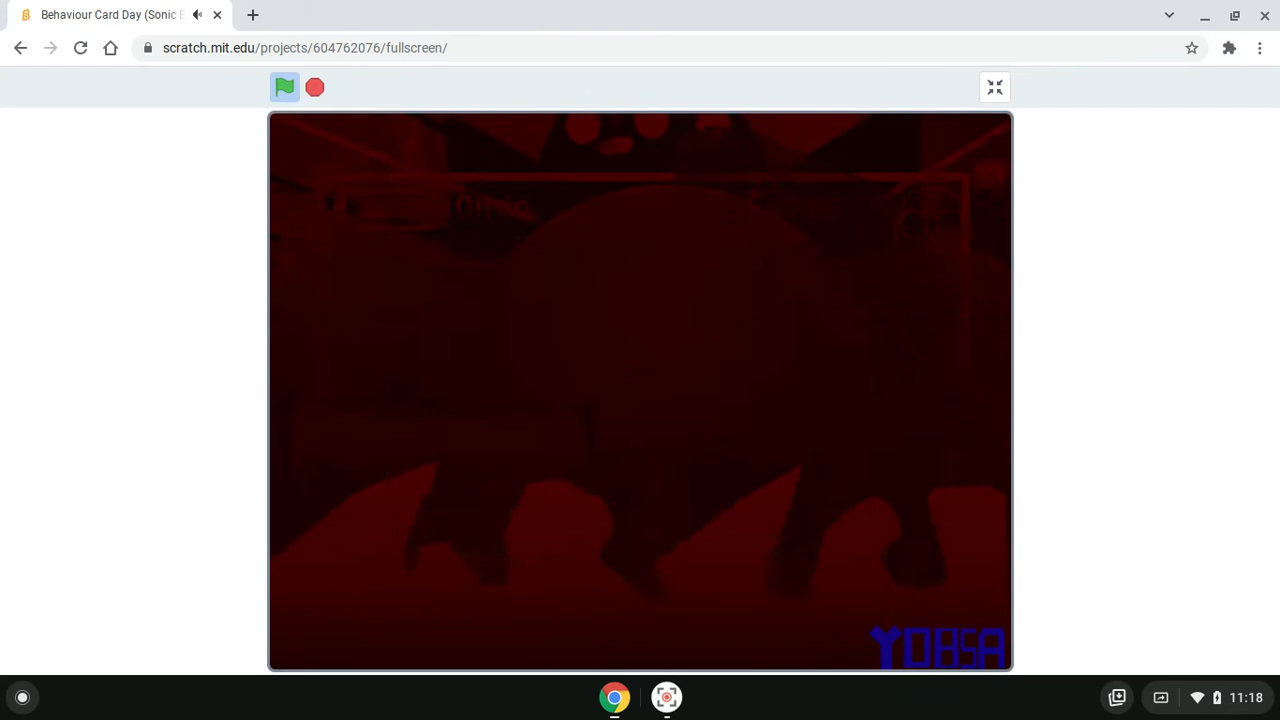 Behaviour Card Day (Sonic E
scratch.mit.edu/projects/604762076/fullscreen/
YOBSA
11:18